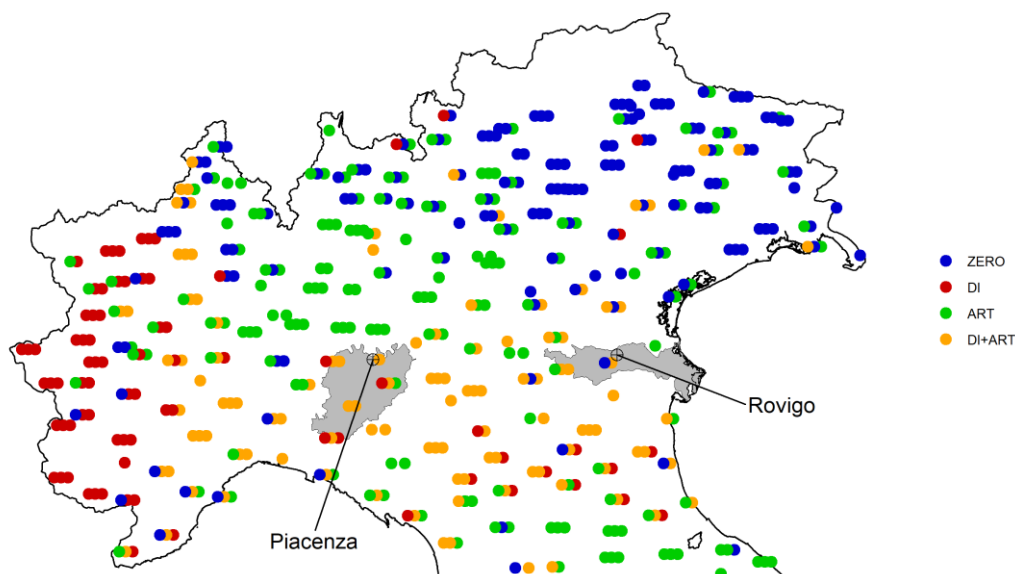 ZERO
DI
ART
DI+ART
Rovigo
Piacenza